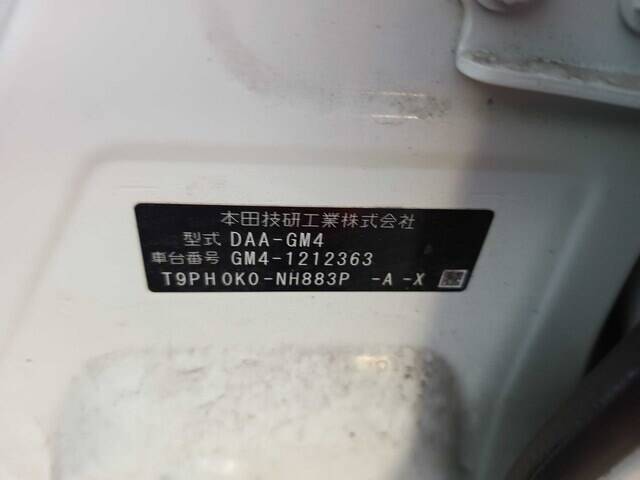 本田技研工業株式会社
型式 DAA-GM4
車台番号 GM4-1212363
T9PH0K0-NH883P -A -X